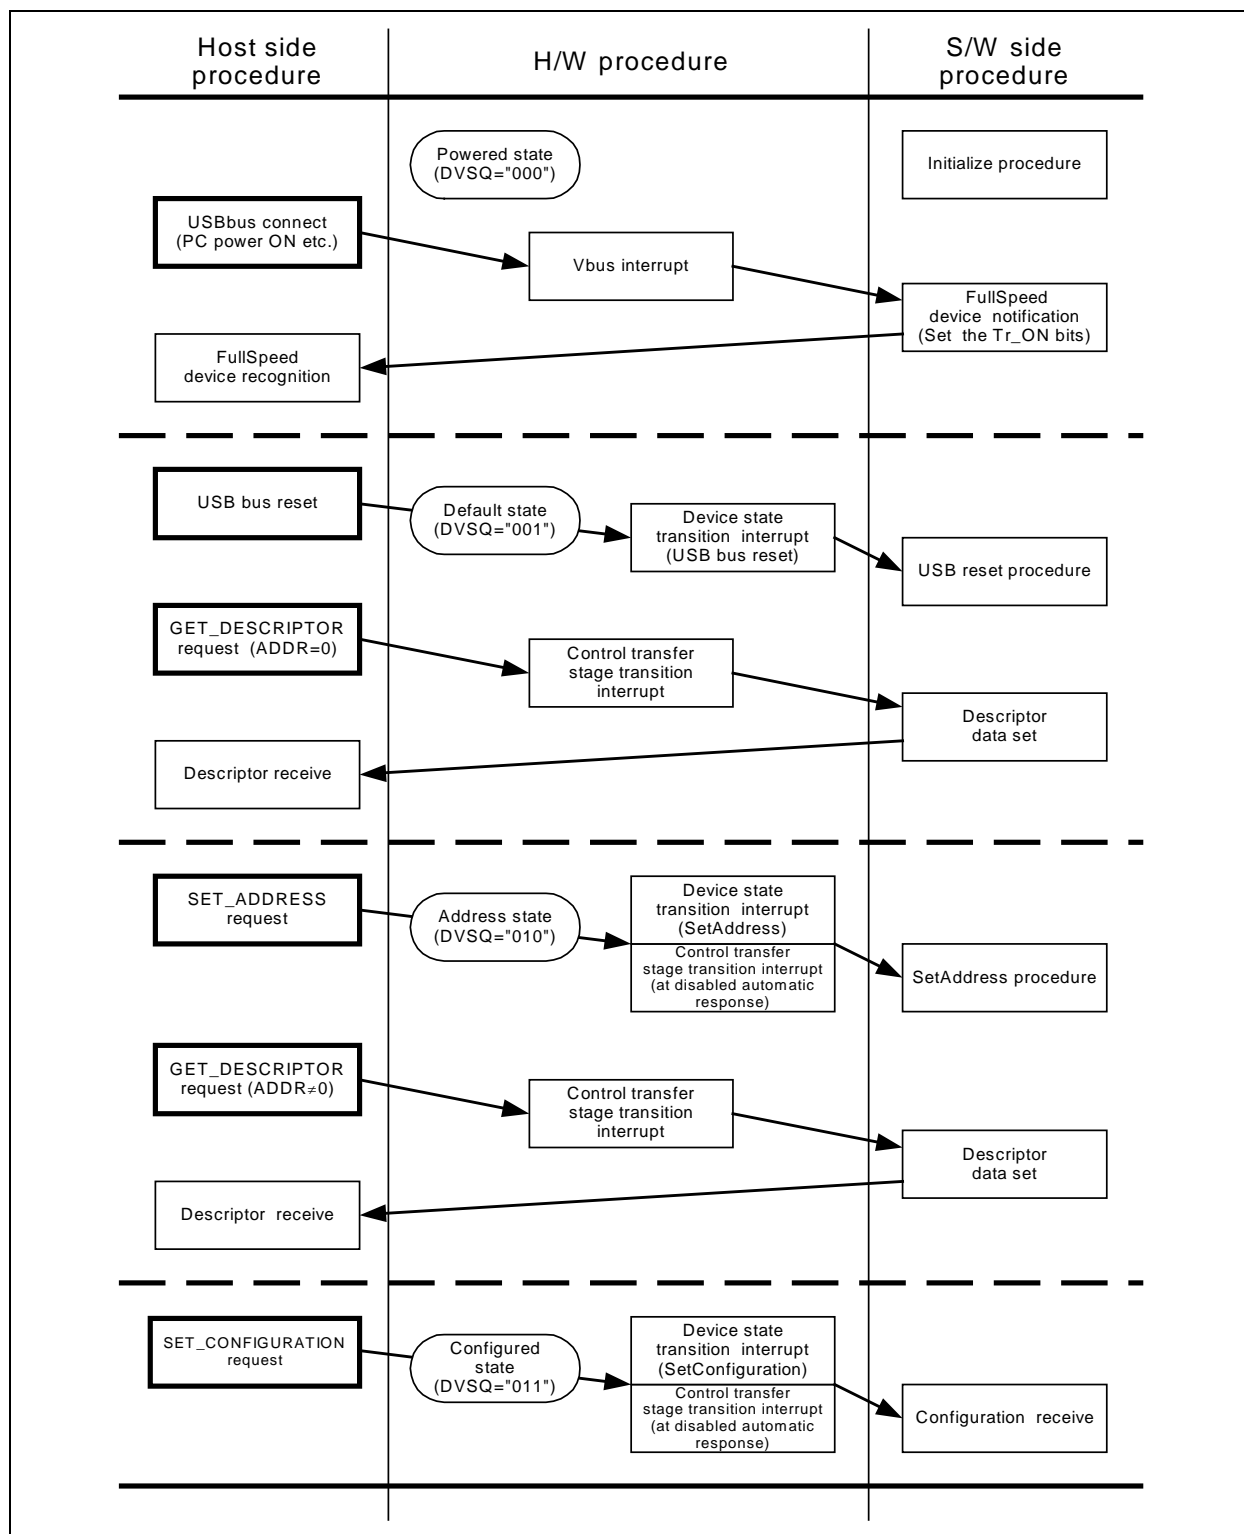 Host side
procedure
H/W procedure
S/W side
procedure
Powered state
(DVSQ="000")
Initialize procedure
USBbus connect
(PC power ON etc.)
Vbus interrupt
FullSpeed
device notification
(Set the Tr_ON bits)
FullSpeed
device recognition
USB bus reset
Default state
(DVSQ="001")
Device state
transition interrupt
(USB bus reset)
USB reset procedure
GET_DESCRIPTOR
request (ADDR=0)
Control transfer
stage transition
interrupt
Descriptor
data set
Descriptor receive
SET_ADDRESS
request
Address state
(DVSQ="010")
Device state
transition interrupt
(SetAddress)
Control transfer
stage transition interrupt
(at disabled automatic
response)
SetAddress procedure
GET_DESCRIPTOR
request (ADDR≠0)
Control transfer
stage transition
interrupt
Descriptor
data set
Descriptor receive
SET_CONFIGURATION
request
Configured
state
(DVSQ="011")
Device state
transition interrupt
(SetConfiguration)
Control transfer
stage transition interrupt
(at disabled automatic
response)
Configuration receive